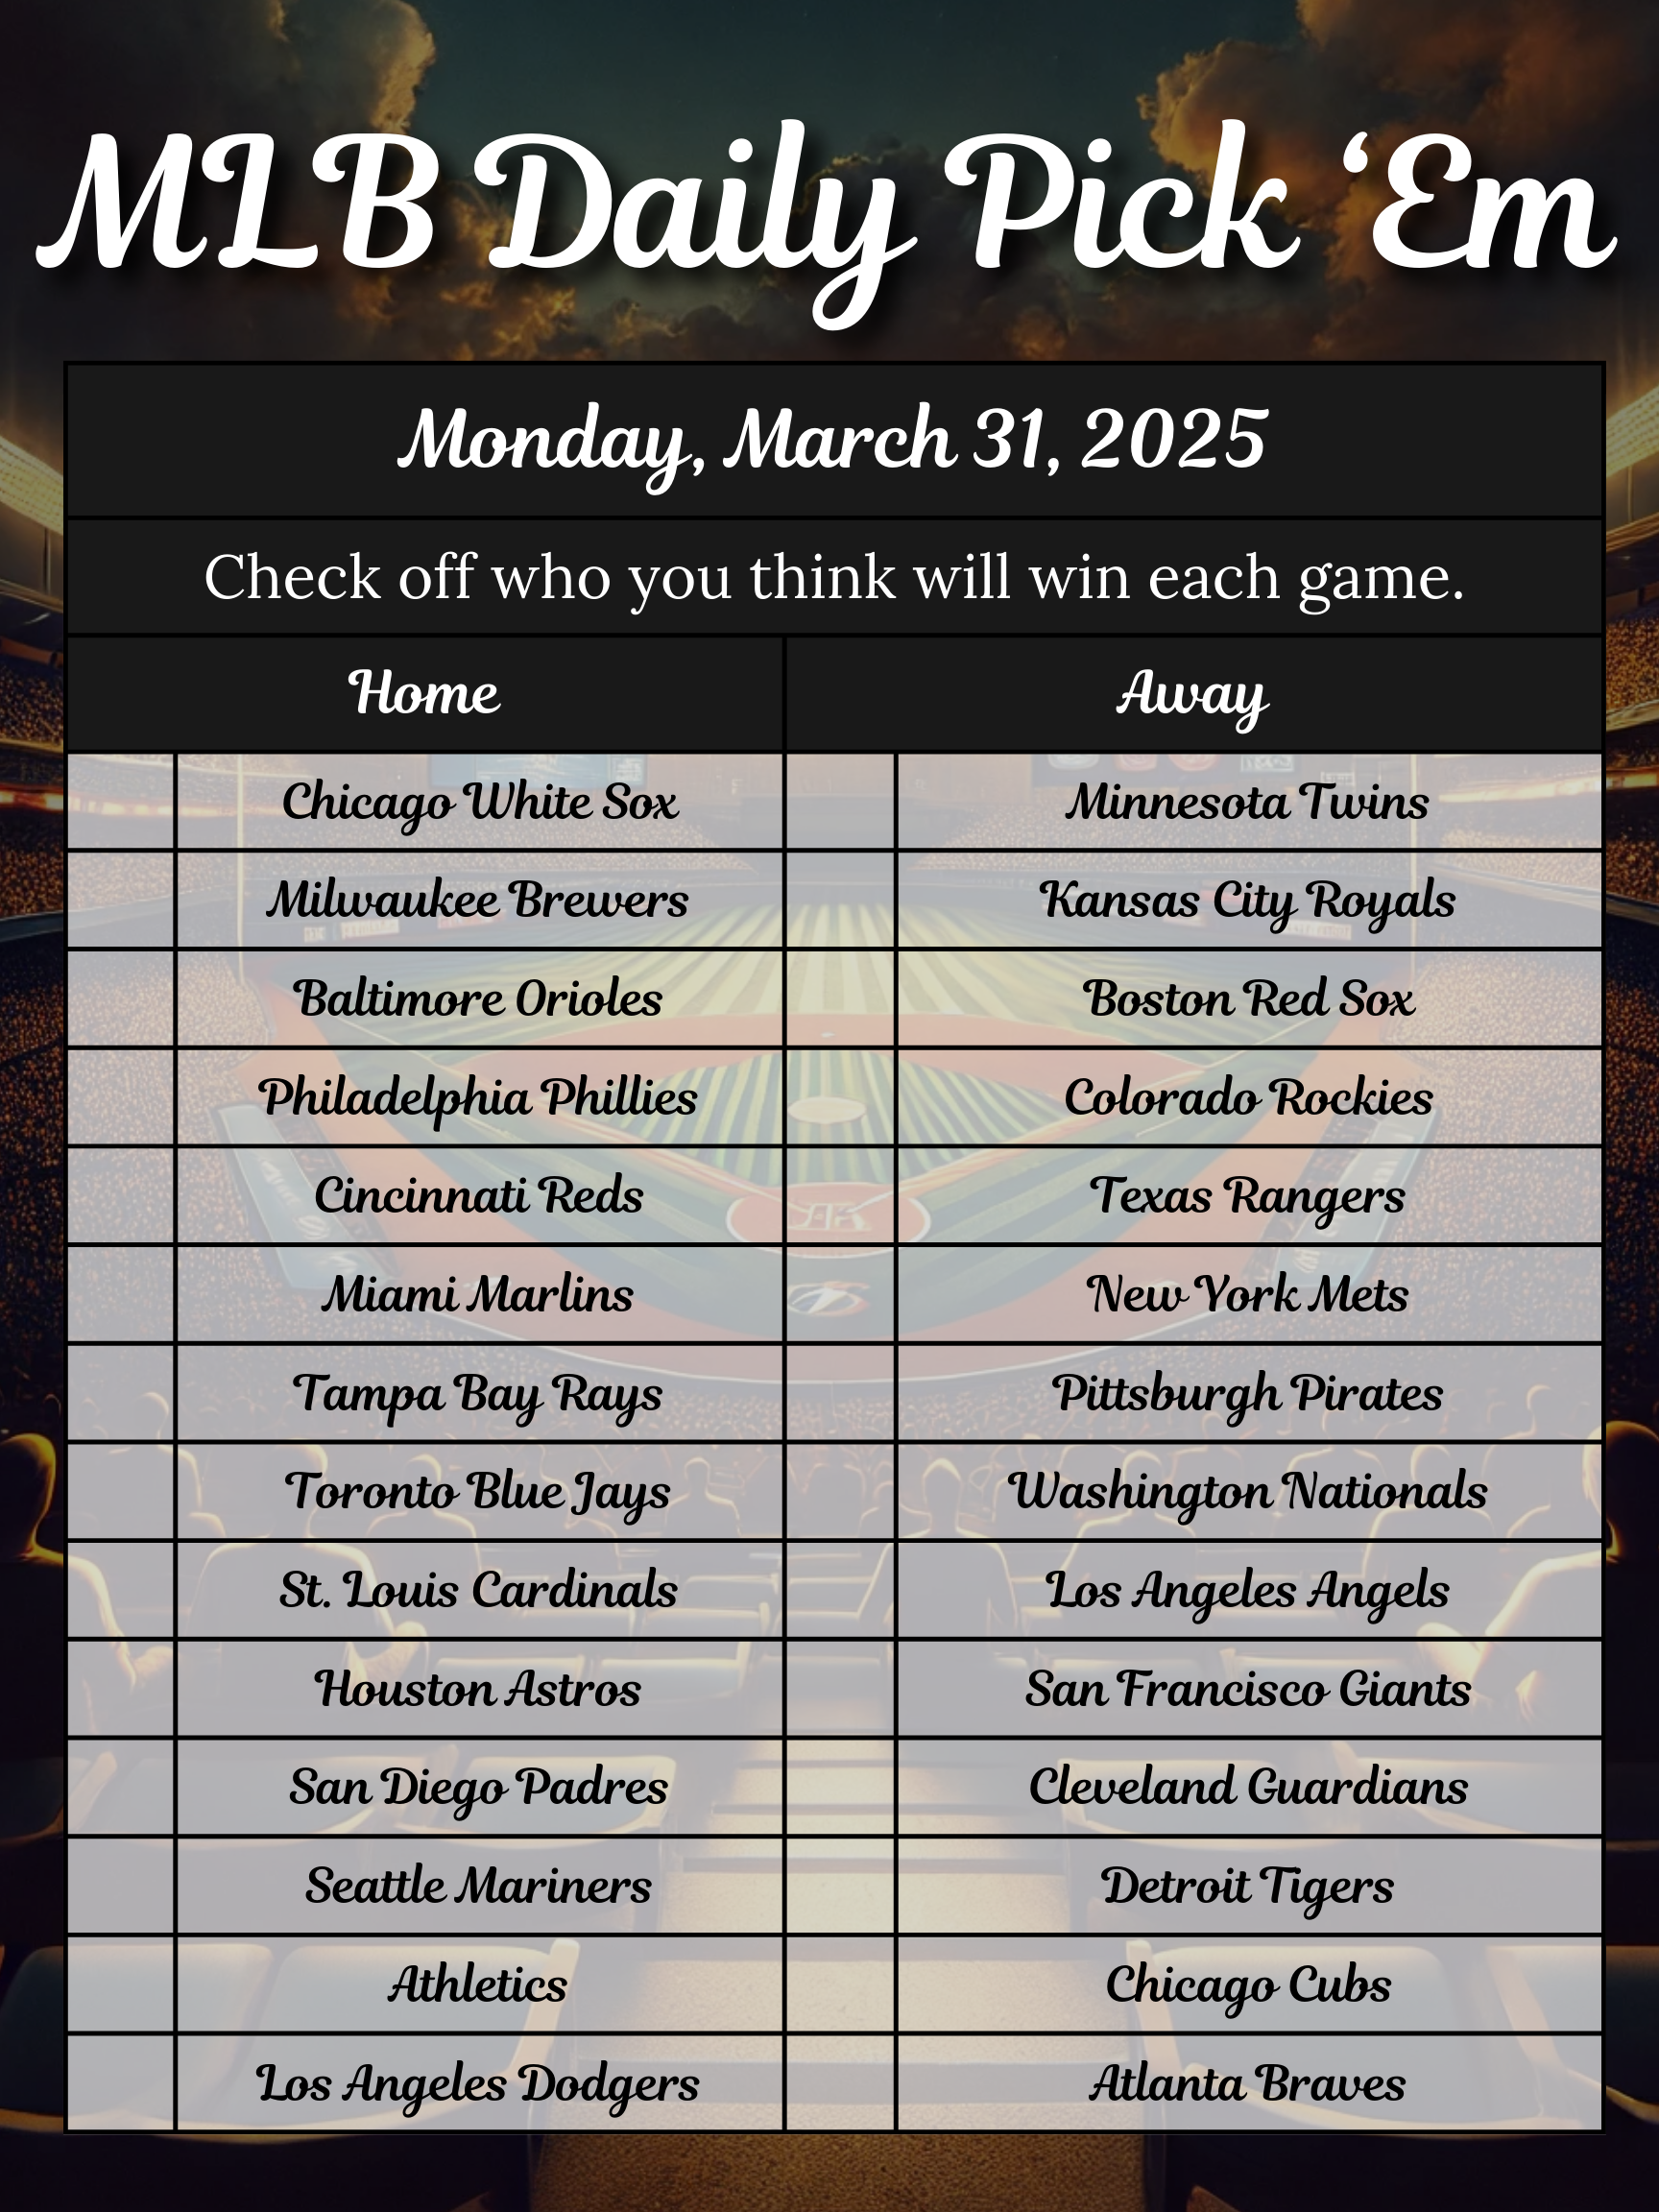 MLB Daily Pick ‘Em
Monday, March 31, 2025
Check off who you think will win each game.
Home Away
Chicago White Sox Minnesota Twins
Milwaukee Brewers Kansas City Royals
Baltimore Orioles Boston Red Sox
Philadelphia Phillies Colorado Rockies
Cincinnati Reds Texas Rangers
Miami Marlins New York Mets
Tampa Bay Rays Pittsburgh Pirates
Toronto Blue Jays Washington Nationals
St. Louis Cardinals Los Angeles Angels
Houston Astros San Francisco Giants
San Diego Padres Cleveland Guardians
Seattle Mariners Detroit Tigers
Athletics Chicago Cubs
Los Angeles Dodgers Atlanta Braves